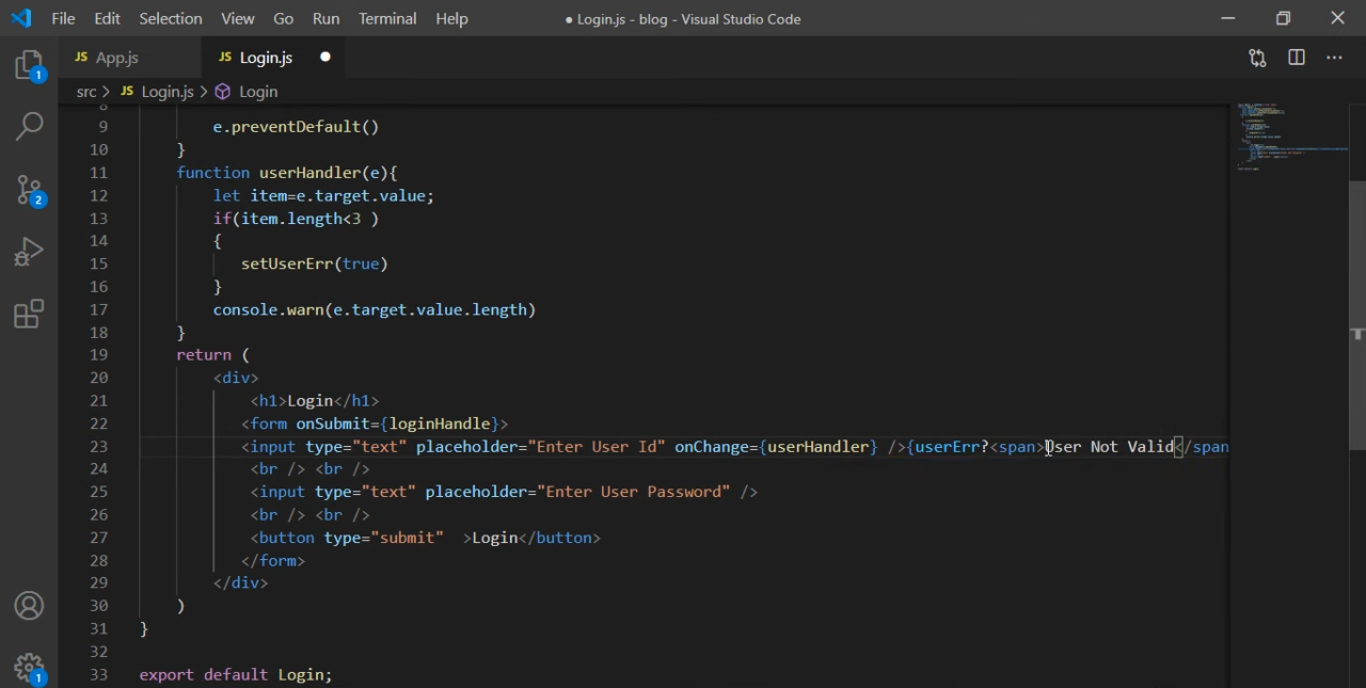 File Edit Selection View Go Run Terminal Help
● Login.js - blog - Visual Studio Code
JS App.js
JS Login.js ●
src > JS Login.js > Login
1
2
1
8
9 e.preventDefault()
10 }
11 function userHandler(e){
12 let item=e.target.value;
13 if(item.length<3 )
14 {
15 setUserErr(true)
16 }
17 console.warn(e.target.value.length)
18 }
19 return (
20 <div>
21 <h1>Login</h1>
22 <form onSubmit={loginHandle}>
23 <input type="text" placeholder="Enter User Id" onChange={userHandler} />{userErr?<span>User Not Valid</span
24 <br /> <br />
25 <input type="text" placeholder="Enter User Password" />
26 <br /> <br />
27 <button type="submit" >Login</button>
28 </form>
29 </div>
30 )
31 }
32
33 export default Login;